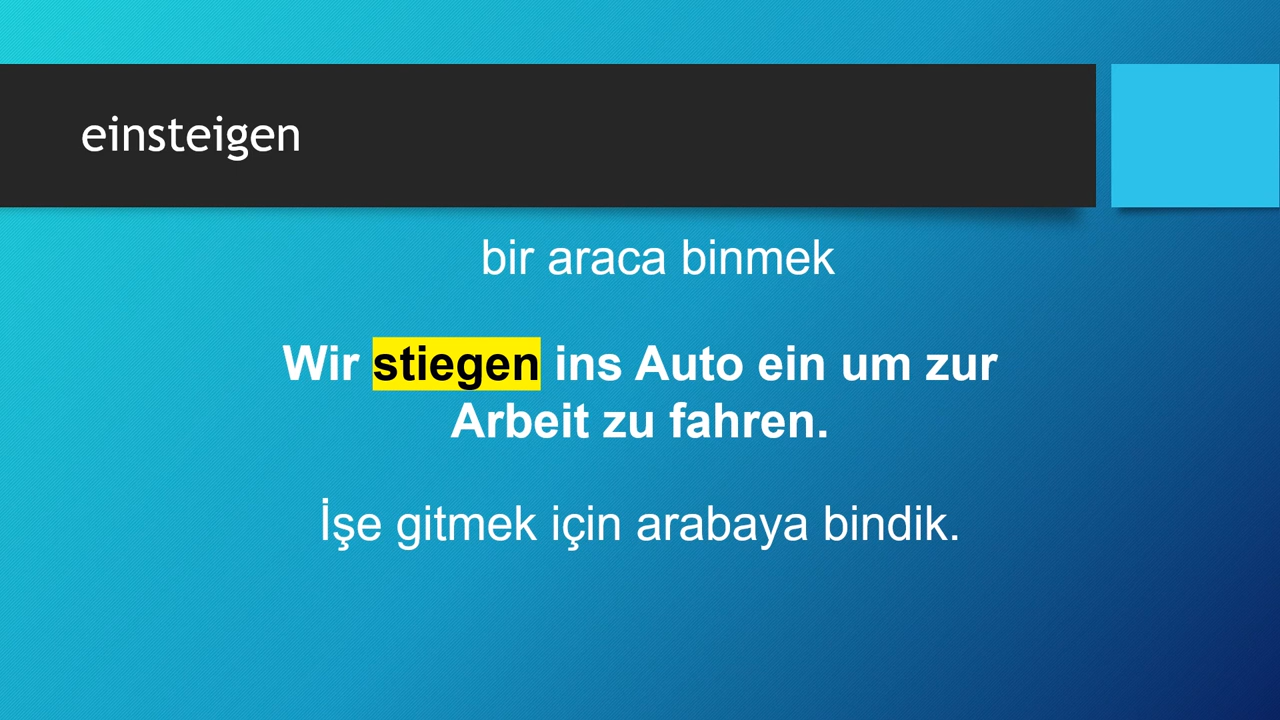 einsteigen
bir araca binmek
Wir stiegen ins Auto ein um zur
Arbeit zu fahren.
İşe gitmek için arabaya bindik.